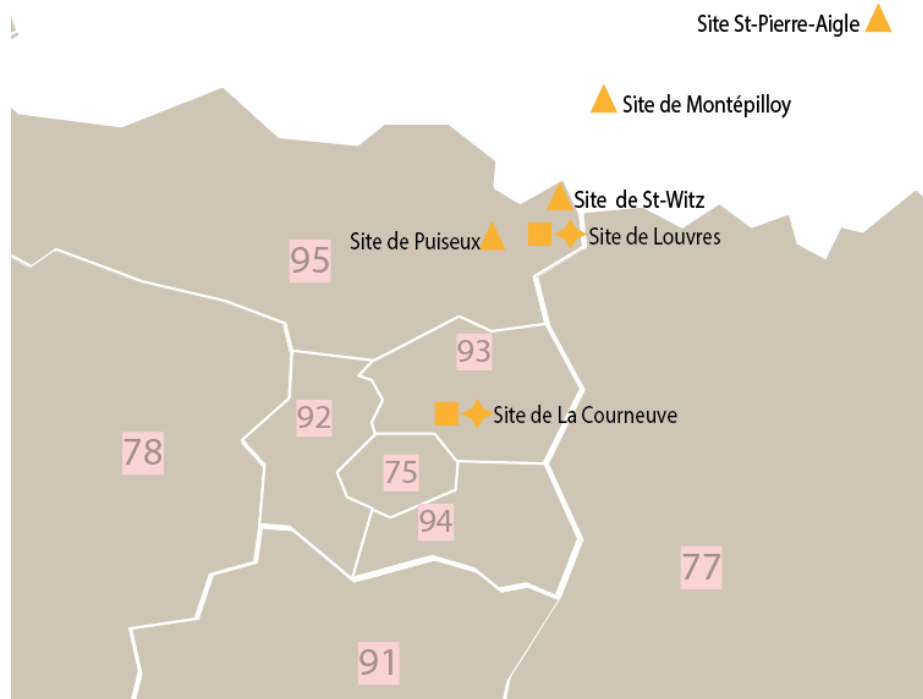 Site St-Pierre-Aigle
Site de Montépilloy
Site de St-Witz
Site de Puiseux
Site de Louvres
95
93
92
Site de La Courneuve
78
75
94
77
91